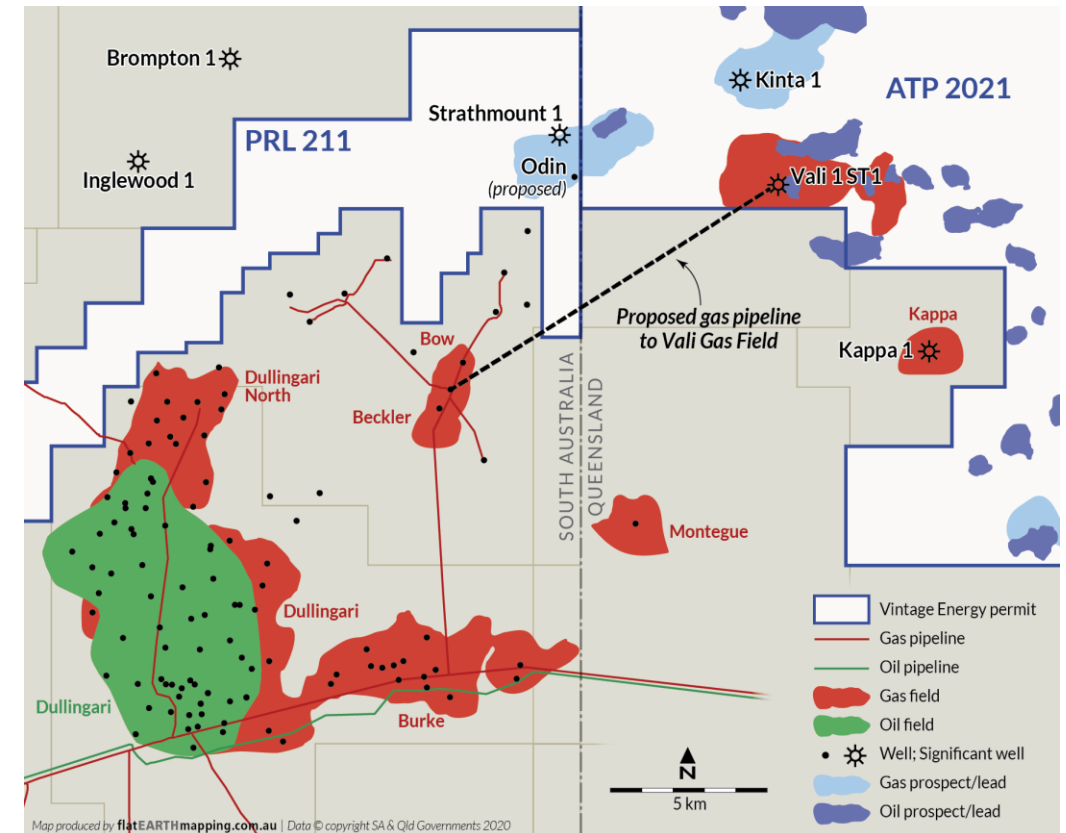 Brompton 1
Kinta 1
ATP 2021
Strathmount 1
PRL 211
Odin
(proposed)
Inglewood 1
Vali 1 ST1
Proposed gas pipeline
to Vali Gas Field
Kappa
Kappa 1
Bow
Beckler
Dullingari
North
SOUTH AUSTRALIA
QUEENSLAND
Montegue
Dullingari
Dullingari
Burke
N
5 km
Vintage Energy permit
Gas pipeline
Oil pipeline
Gas field
Oil field
Well; Significant well
Gas prospect/lead
Oil prospect/lead
Map produced by flatEARTHmapping.com.au | Data © copyright SA & Qld Governments 2020